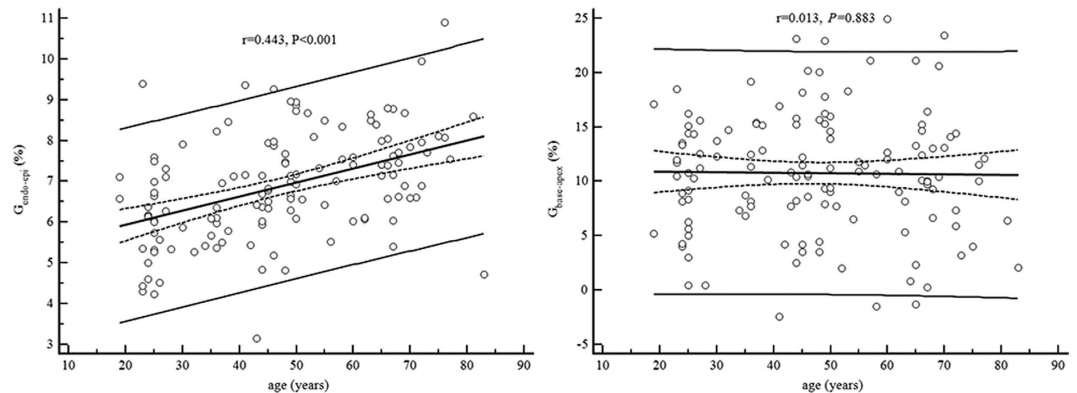 r=0.443, P<0.001
11
10
9
8
7
6
5
4
3
G endo-epi (%)
10 20 30 40 50 60 70 80 90
age (years)
r=0.013, P=0.883
25
20
15
10
5
0
-5
G base-apex (%)
10 20 30 40 50 60 70 80 90
age (years)